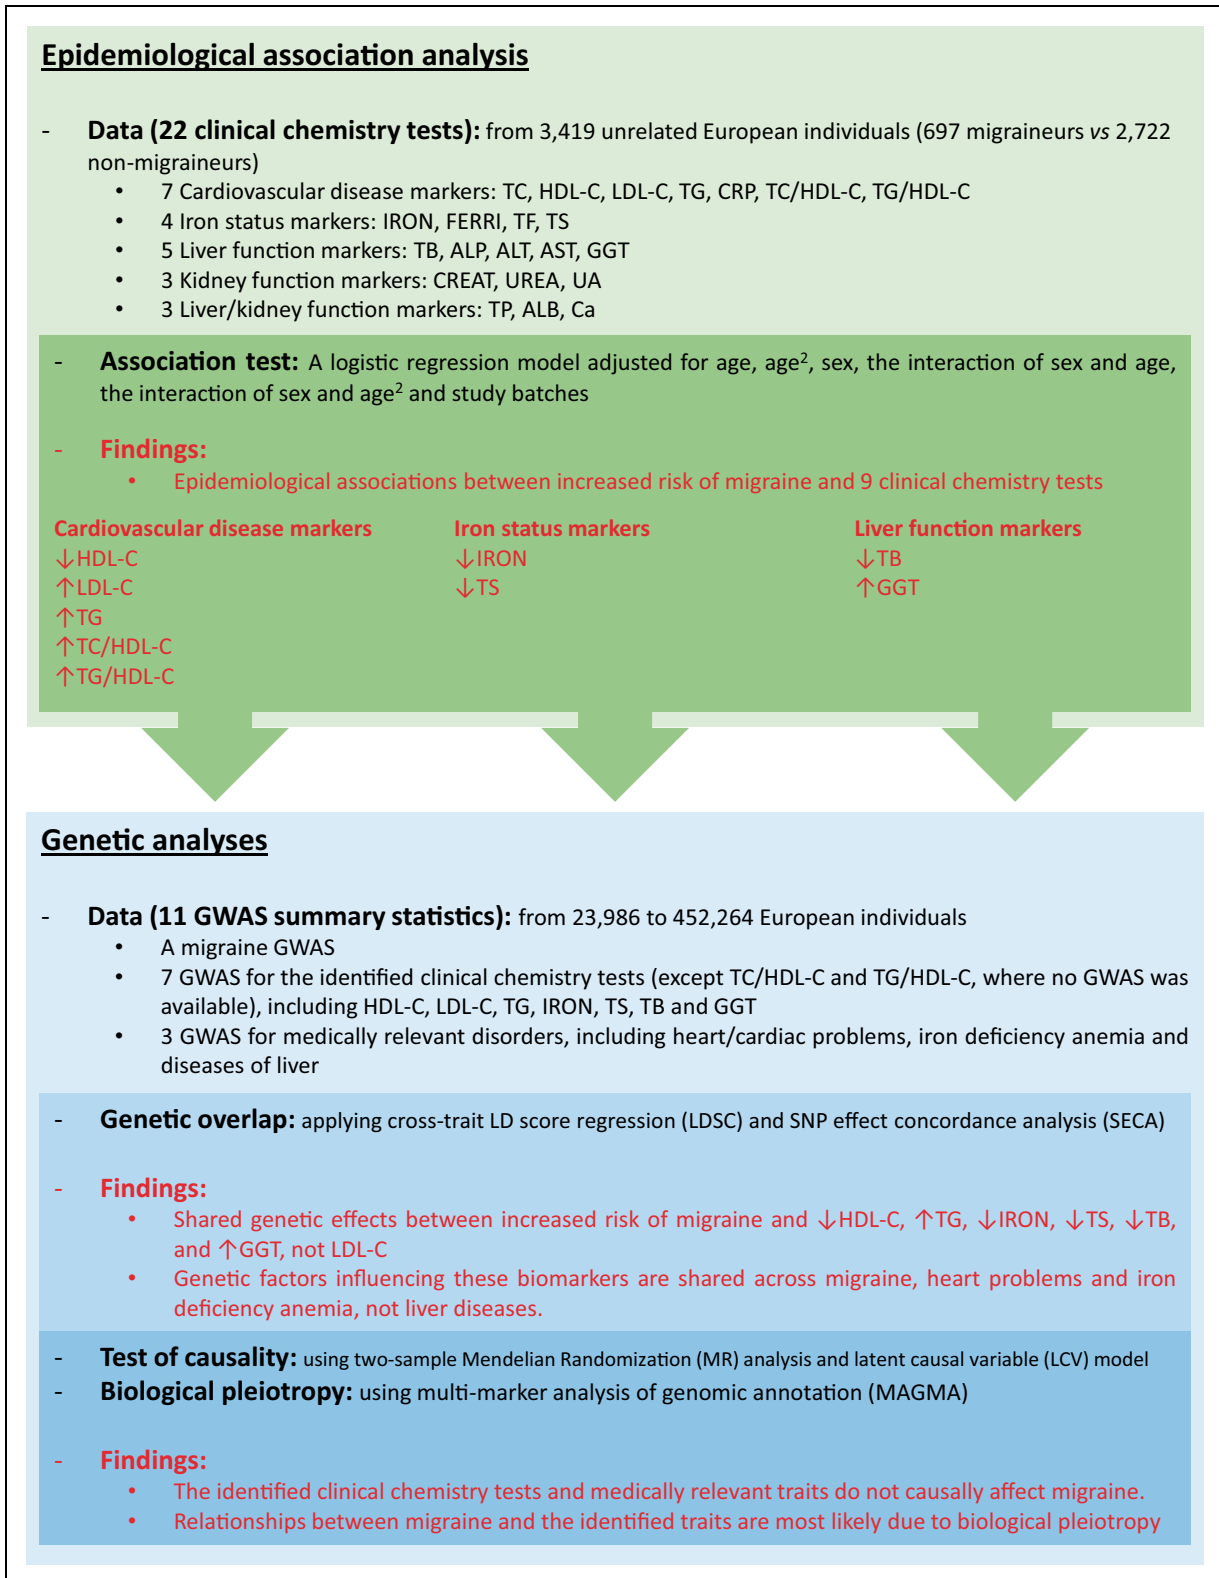 Epidemiological association analysis
- Data (22 clinical chemistry tests): from 3,419 unrelated European individuals (697 migraineurs vs 2,722
non-migraineurs)
• 7 Cardiovascular disease markers: TC, HDL-C, LDL-C, TG, CRP, TC/HDL-C, TG/HDL-C
• 4 Iron status markers: IRON, FERRI, TF, TS
• 5 Liver function markers: TB, ALP, ALT, AST, GGT
• 3 Kidney function markers: CREAT, UREA, UA
• 3 Liver/kidney function markers: TP, ALB, Ca
- Association test: A logistic regression model adjusted for age, age², sex, the interaction of sex and age,
the interaction of sex and age² and study batches
- Findings:
• Epidemiological associations between increased risk of migraine and 9 clinical chemistry tests
Cardiovascular disease markers
↓HDL-C
↑LDL-C
↑TG
↑TC/HDL-C
↑TG/HDL-C
Iron status markers
↓IRON
↓TS
Liver function markers
↓TB
↑GGT
Genetic analyses
- Data (11 GWAS summary statistics): from 23,986 to 452,264 European individuals
• A migraine GWAS
• 7 GWAS for the identified clinical chemistry tests (except TC/HDL-C and TG/HDL-C, where no GWAS was
available), including HDL-C, LDL-C, TG, IRON, TS, TB and GGT
• 3 GWAS for medically relevant disorders, including heart/cardiac problems, iron deficiency anemia and
diseases of liver
- Genetic overlap: applying cross-trait LD score regression (LDSC) and SNP effect concordance analysis (SECA)
- Findings:
• Shared genetic effects between increased risk of migraine and ↓HDL-C, ↑TG, ↓IRON, ↓TS, ↓TB,
and ↑GGT, not LDL-C
• Genetic factors influencing these biomarkers are shared across migraine, heart problems and iron
deficiency anemia, not liver diseases.
- Test of causality: using two-sample Mendelian Randomization (MR) analysis and latent causal variable (LCV) model
- Biological pleiotropy: using multi-marker analysis of genomic annotation (MAGMA)
- Findings:
• The identified clinical chemistry tests and medically relevant traits do not causally affect migraine.
• Relationships between migraine and the identified traits are most likely due to biological pleiotropy